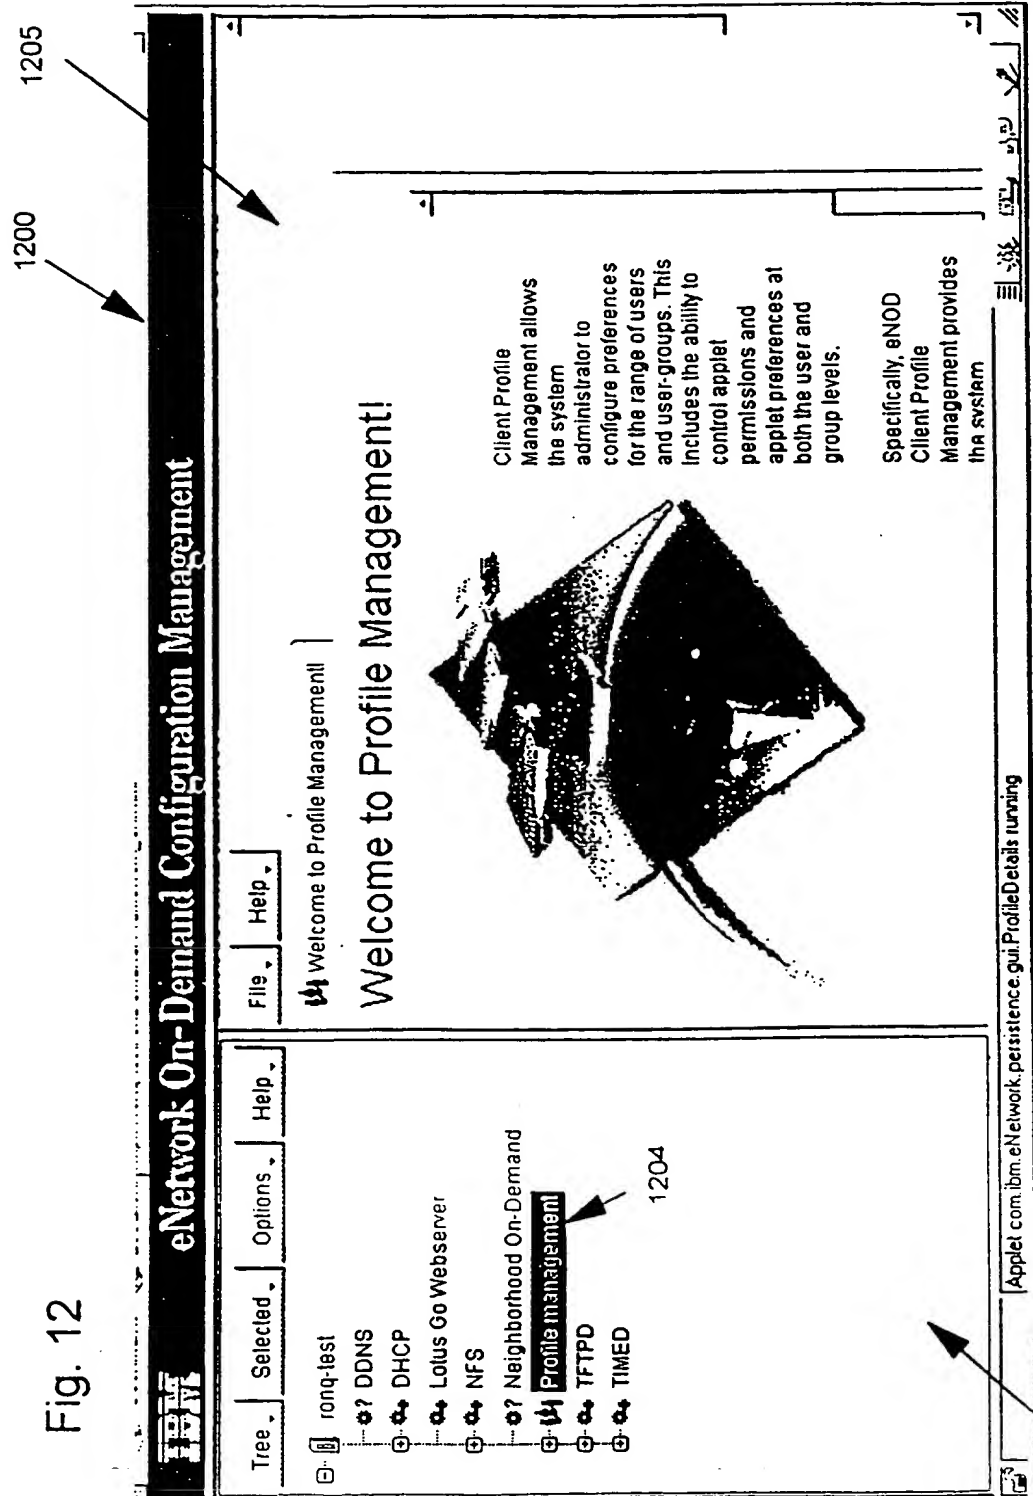 Fig. 12
1200
1205
IBM
eNetwork On-Demand Configuration Management
Tree
Selected
Options
Help
ronq-test
? DDNS
DHCP
Lotus Go Webserver
NFS
? Neighborhood On-Demand
Profile management
TFTPD
TIMED
1204
File
Help
Welcome to Profile Management!
Welcome to Profile Management!
Client Profile
Management allows
the system
administrator to
configure preferences
for the range of users
and user-groups. This
includes the ability to
control applet
permissions and
applet preferences at
both the user and
group levels.
Specifically, eNOD
Client Profile
Management provides
the system
Applet com.ibm.eNetwork.persistence.gui.ProfileDetails running